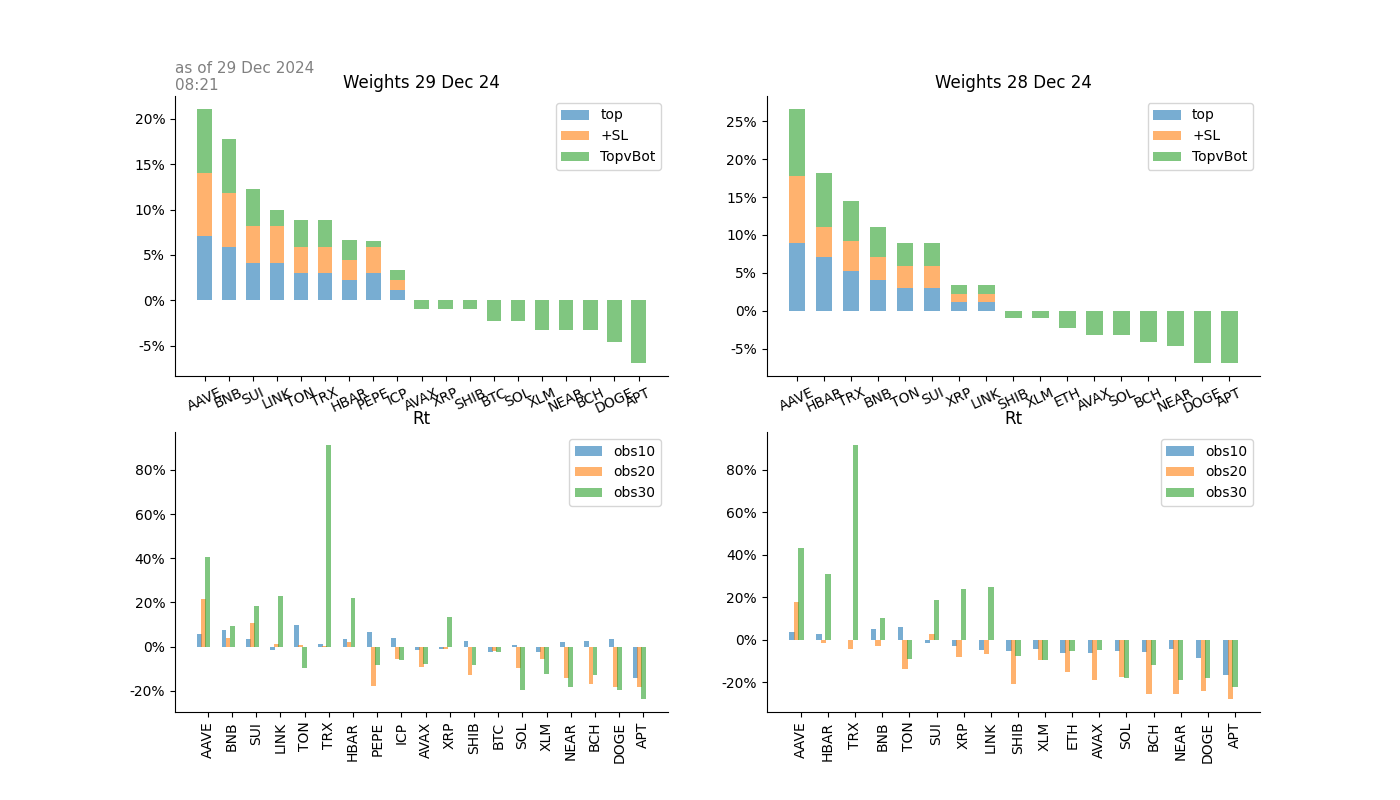 as of 29 Dec 2024
08:21
Weights 29 Dec 24
20%
15%
10%
5%
0%
-5%
top
+SL
TopvBot
AAVE BNB SUI LINK TON TRX HBAR PEPE ICP AVAX XRP SHIB BTC SOL XLM NEAR BCH DOGE APT
Weights 28 Dec 24
25%
20%
15%
10%
5%
0%
-5%
top
+SL
TopvBot
AAVE HBAR TRX BNB TON SUI XRP LINK SHIB XLM ETH AVAX SOL BCH NEAR DOGE APT
Rt
80%
60%
40%
20%
0%
-20%
obs10
obs20
obs30
AAVE BNB SUI LINK TON TRX HBAR PEPE ICP AVAX XRP SHIB BTC SOL XLM NEAR BCH DOGE APT
Rt
80%
60%
40%
20%
0%
-20%
obs10
obs20
obs30
AAVE HBAR TRX BNB TON SUI XRP LINK SHIB XLM ETH AVAX SOL BCH NEAR DOGE APT